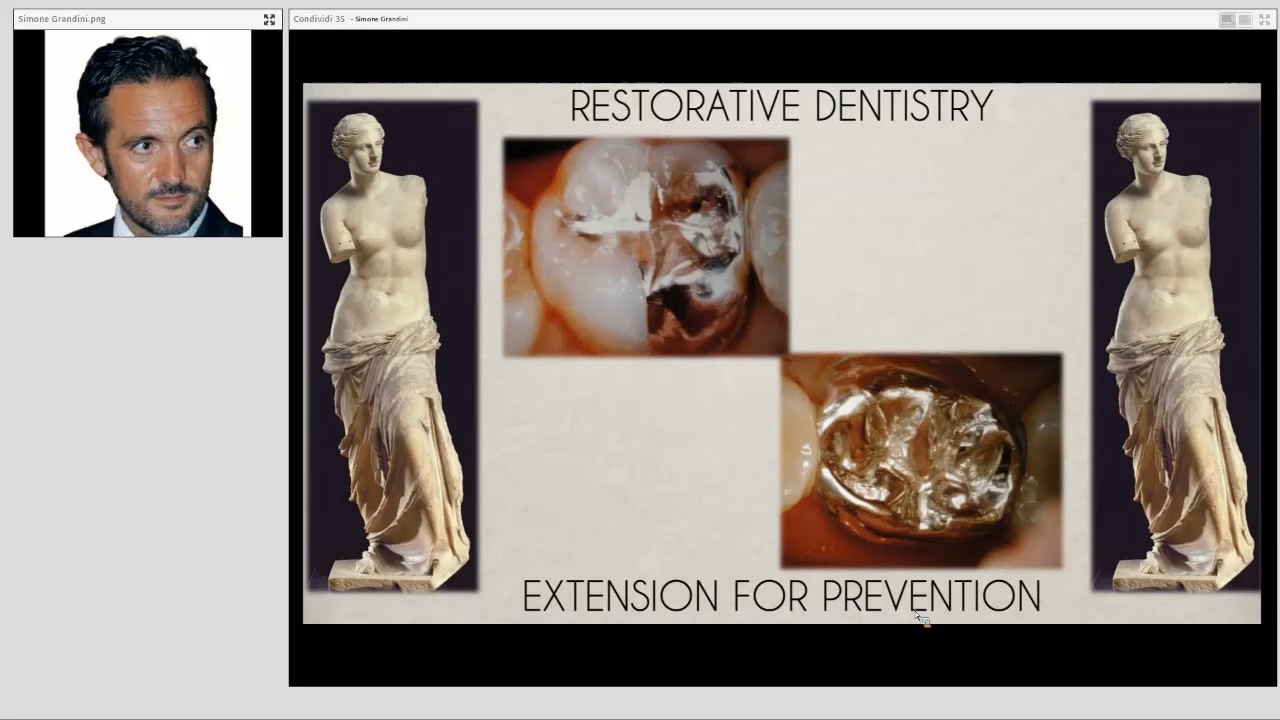 Simone Grandini.png
Condividi 35 - Simone Grandini
RESTORATIVE DENTISTRY
EXTENSION FOR PREVENTION